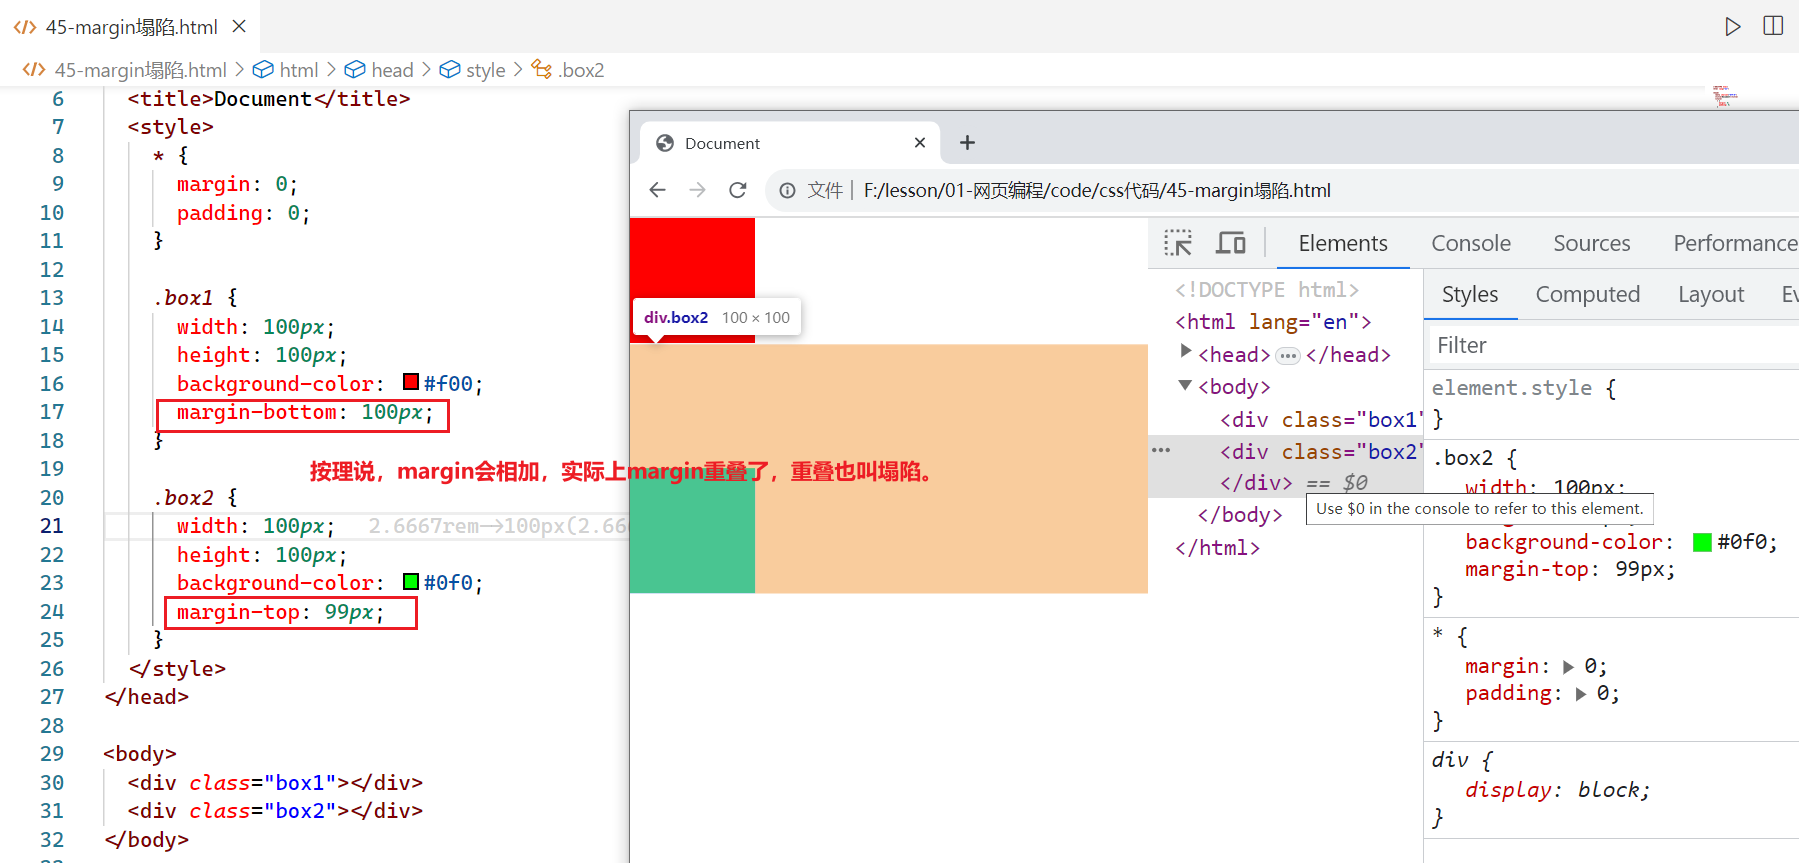 45-margin塌陷.html
45-margin塌陷.html > html > head > style > .box2
6 <title>Document</title>
7 <style>
8 * {
9 margin: 0;
10 padding: 0;
11 }
12
13 .box1 {
14 width: 100px;
15 height: 100px;
16 background-color: #f00;
17 margin-bottom: 100px;
18 }
19
20 .box2 {
21 width: 100px; 2.6667rem->100px(2.66
22 height: 100px;
23 background-color: #0f0;
24 margin-top: 99px;
25 }
26 </style>
27 </head>
28
29 <body>
30 <div class="box1"></div>
31 <div class="box2"></div>
32 </body>
按理说，margin会相加，实际上margin重叠了，重叠也叫塌陷。
Document
文件 | F:/lesson/01-网页编程/code/css代码/45-margin塌陷.html
div.box2 100 × 100
Elements Console Sources Performance
<!DOCTYPE html>
<html lang="en">
<head> ••• </head>
<body>
<div class="box1"
<div class="box2"
</div> == $0
</body>
</html>
Use $0 in the console to refer to this element.
Styles Computed Layout Ev
Filter
element.style {
}
.box2 {
width: 100px;
background-color: #0f0;
margin-top: 99px;
}
* {
margin: 0;
padding: 0;
}
div {
display: block;
}